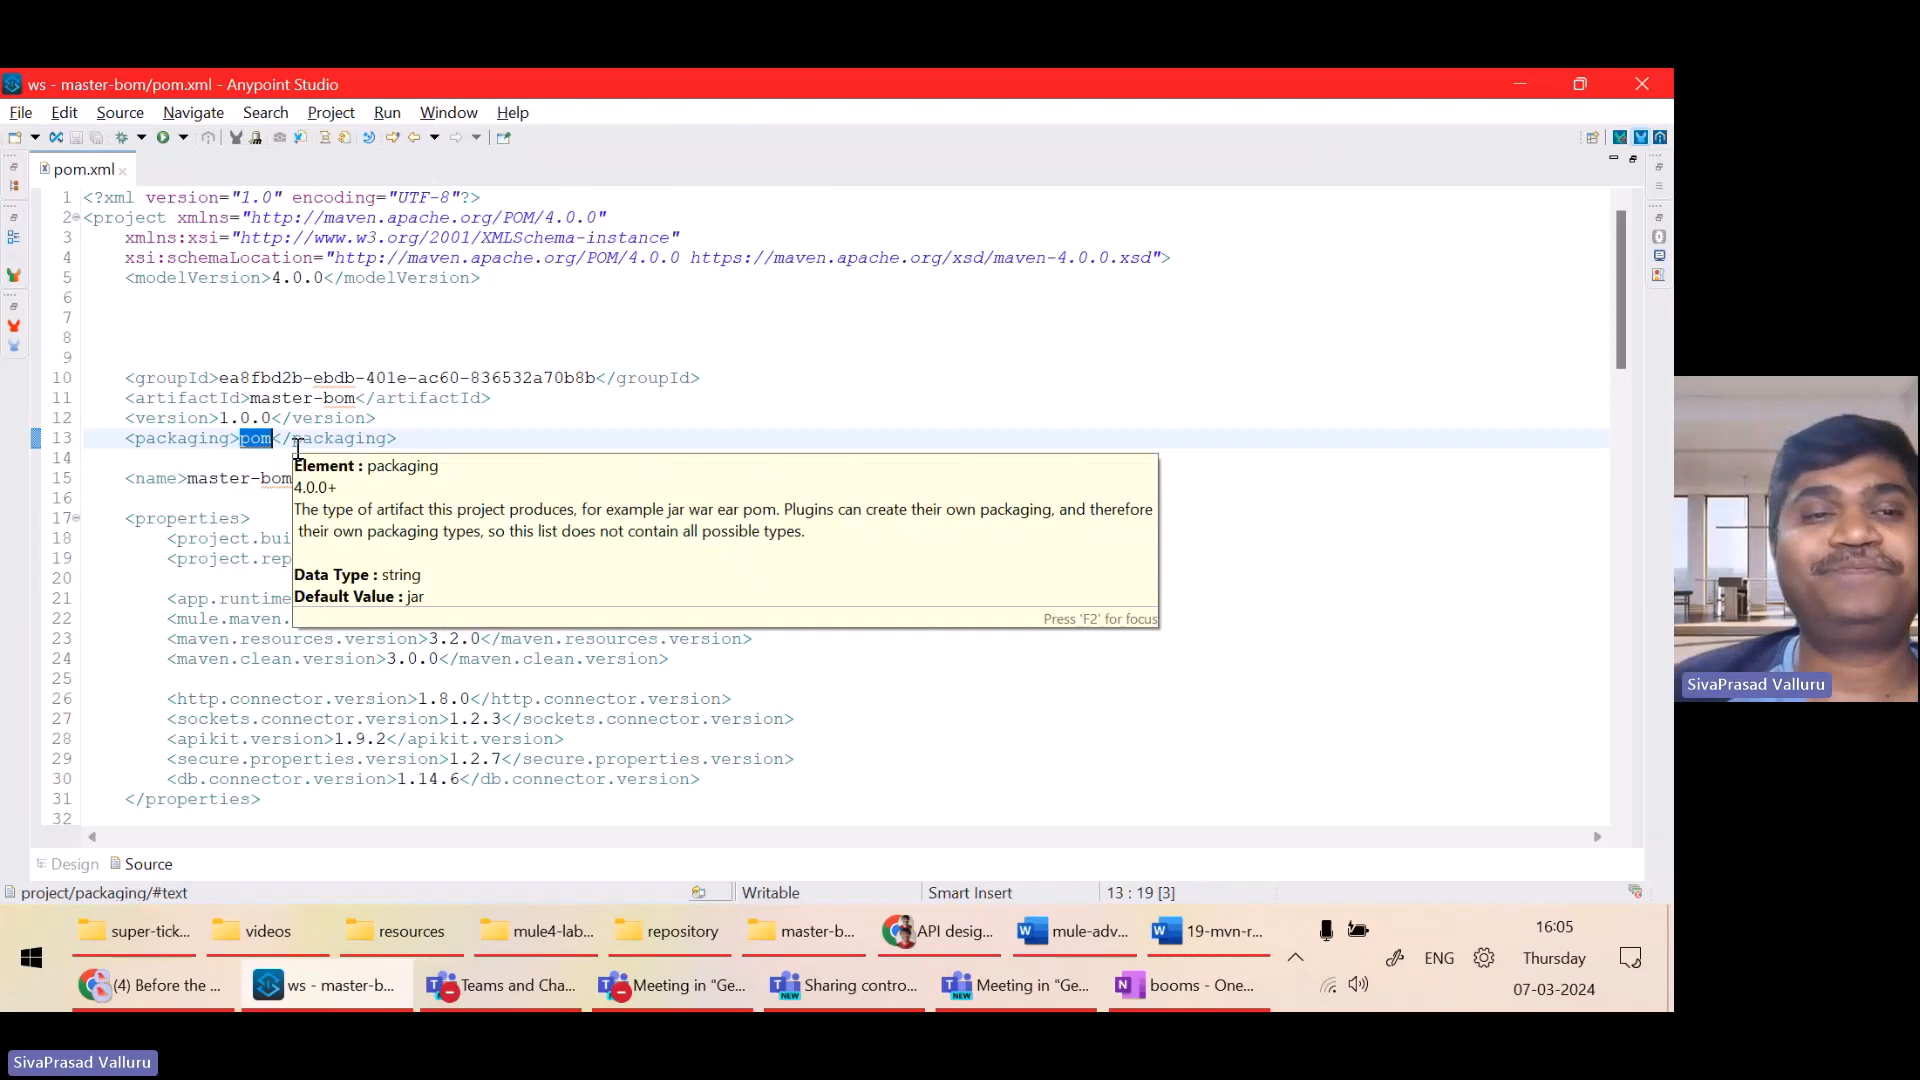 ws - master-bom/pom.xml - Anypoint Studio
File Edit Source Navigate Search Project Run Window Help
pom.xml
1 <?xml version="1.0" encoding="UTF-8"?>
2 <project xmlns="http://maven.apache.org/POM/4.0.0"
3 xmlns:xsi="http://www.w3.org/2001/XMLSchema-instance"
4 xsi:schemaLocation="http://maven.apache.org/POM/4.0.0 https://maven.apache.org/xsd/maven-4.0.0.xsd">
5 <modelVersion>4.0.0</modelVersion>
6
7
8
9
10 <groupId>ea8fbd2b-ebdb-401e-ac60-836532a70b8b</groupId>
11 <artifactId>master-bom</artifactId>
12 <version>1.0.0</version>
13 <packaging>pom</packaging>
14
15 <name>master-bom
16
17 <properties>
18 <project.bui
19 <project.rep
20
21 <app.runtime
22 <mule.maven.
23 <maven.resources.version>3.2.0</maven.resources.version>
24 <maven.clean.version>3.0.0</maven.clean.version>
25
26 <http.connector.version>1.8.0</http.connector.version>
27 <sockets.connector.version>1.2.3</sockets.connector.version>
28 <apikit.version>1.9.2</apikit.version>
29 <secure.properties.version>1.2.7</secure.properties.version>
30 <db.connector.version>1.14.6</db.connector.version>
31 </properties>
32
Element : packaging
4.0.0+
The type of artifact this project produces, for example jar war ear pom. Plugins can create their own packaging, and therefore
their own packaging types, so this list does not contain all possible types.
Data Type : string
Default Value : jar
Press 'F2' for focus
SivaPrasad Valluru
Design Source
project/packaging/#text Writable Smart Insert 13 : 19 [3]
super-tick... videos resources mule4-lab... repository master-b... API desig... mule-adv... 19-mvn-r... 16:05
ENG Thursday
(4) Before the ... ws - master-b... Teams and Cha... Meeting in "Ge... Sharing contro... Meeting in "Ge... booms - One... 07-03-2024
SivaPrasad Valluru